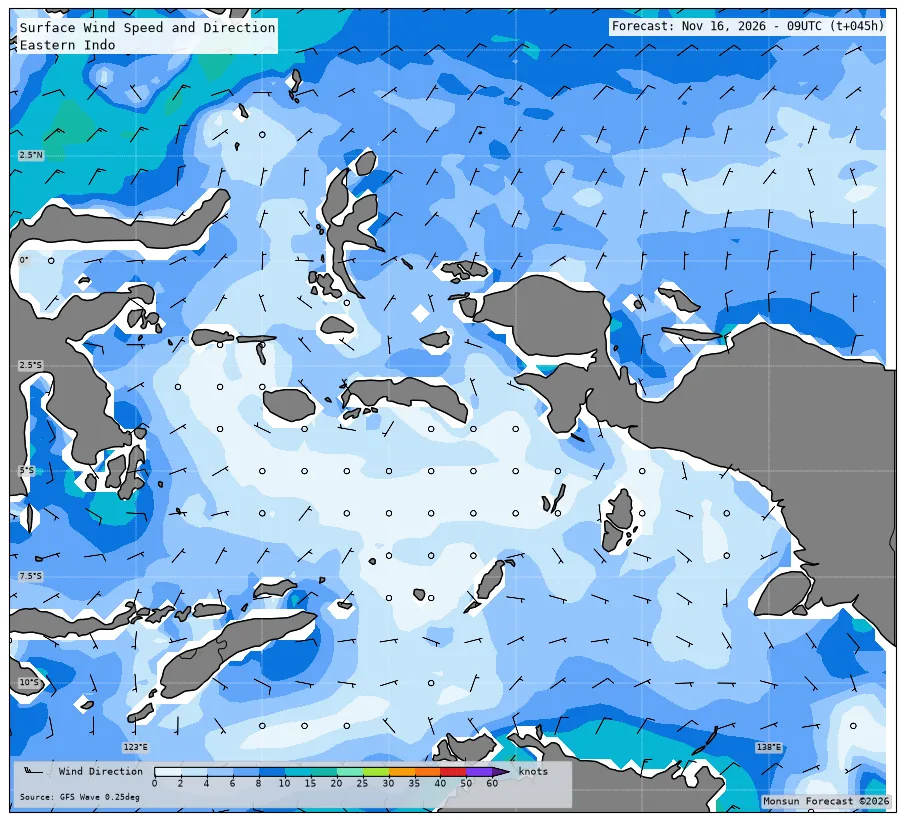 Surface Wind Speed and Direction
Eastern Indo
Forecast: Nov 16, 2026 - 09UTC (t+045h)
2.5°N
0°
2.5°S
5°S
7.5°S
10°S
123°E
138°E
Wind Direction
knots
0 2 4 6 8 10 15 20 25 30 35 40 50 60
Source: GFS Wave 0.25deg
Monsun Forecast ©2026